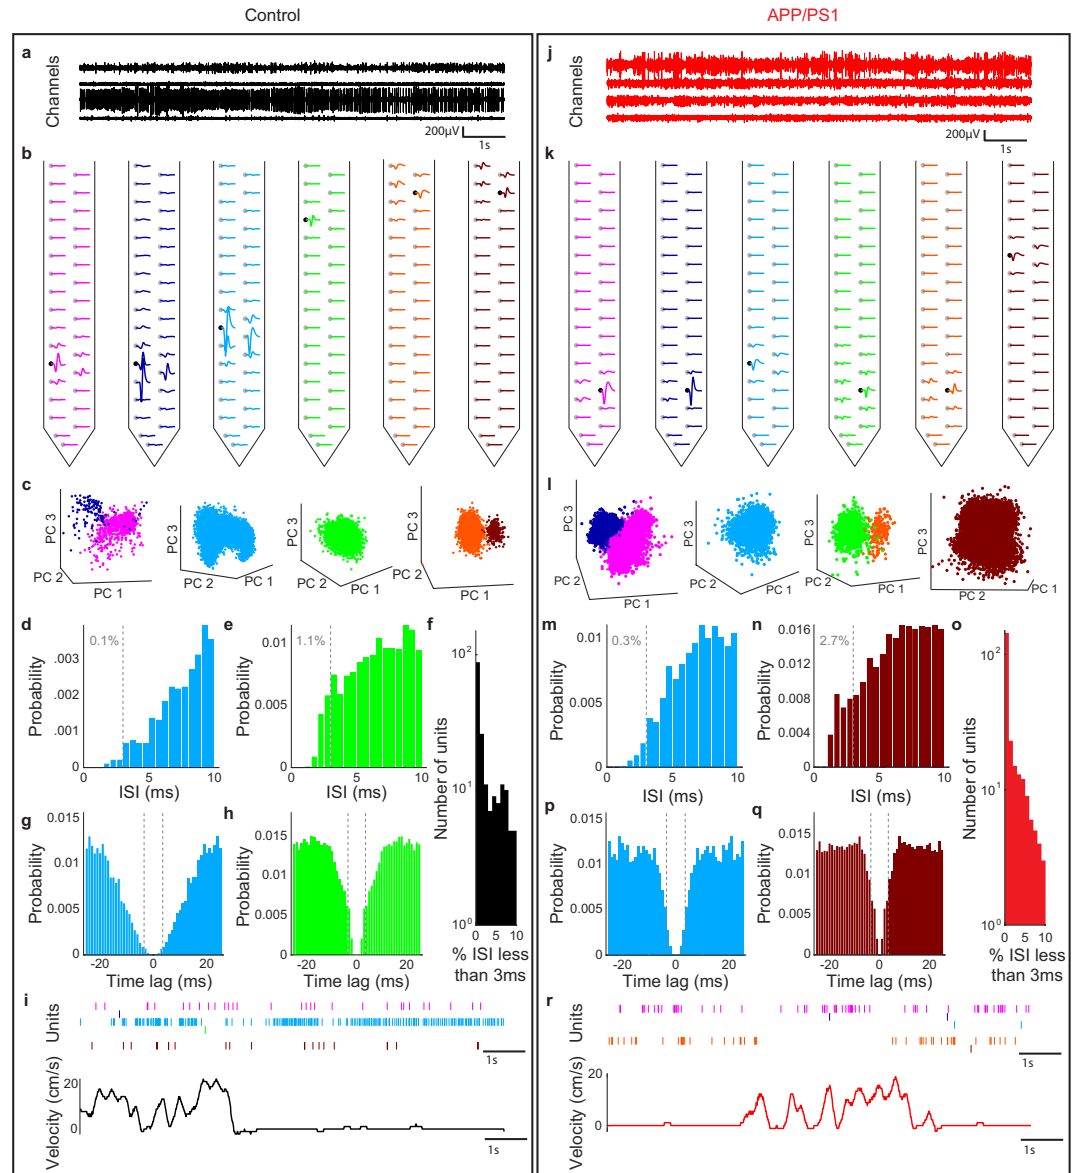 Control
APP/PS1
a
Channels
200µV
1s
b
c
PC 3
PC 2
PC 1
PC 3
PC 2
PC 1
PC 3
PC 2
PC 1
PC 3
PC 2
PC 1
d
0.1%
Probability
.003
.002
.001
0
0
5
10
ISI (ms)
e
1.1%
Probability
0.01
0.005
0
0
5
10
ISI (ms)
f
Number of units
10²
10¹
10⁰
0
5
10
% ISI less
than 3ms
g
Probability
0.015
0.01
0.005
0
-20
0
20
Time lag (ms)
h
Probability
0.015
0.01
0.005
0
-20
0
20
Time lag (ms)
i
Units
1s
Velocity (cm/s)
20
0
1s
j
Channels
200µV
1s
k
l
PC 3
PC 2
PC 1
PC 3
PC 2
PC 1
PC 3
PC 2
PC 1
PC 3
PC 2
PC 1
m
0.3%
Probability
0.01
0.005
0
0
5
10
ISI (ms)
n
2.7%
Probability
0.016
0.012
0.008
0.004
0.000
0
5
10
ISI (ms)
o
Number of units
10²
10¹
10⁰
0
5
10
% ISI less
than 3ms
p
Probability
0.015
0.01
0.005
0
-20
0
20
Time lag (ms)
q
Probability
0.015
0.01
0.005
0
-20
0
20
Time lag (ms)
r
Units
1s
Velocity (cm/s)
20
0
1s